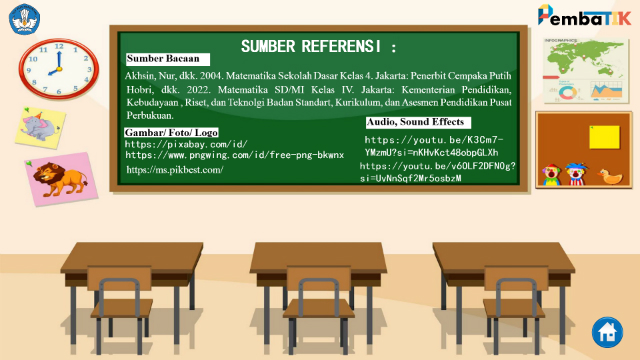 PembaTIK
SUMBER REFERENSI :
Sumber Bacaan
Akhsin, Nur, dkk. 2004. Matematika Sekolah Dasar Kelas 4. Jakarta: Penerbit Cempaka Putih
Hobri, dkk. 2022. Matematika SD/MI Kelas IV. Jakarta: Kementerian Pendidikan,
Kebudayaan , Riset, dan Teknolgi Badan Standart, Kurikulum, dan Asesmen Pendidikan Pusat
Perbukuan.
Gambar/ Foto/ Logo
https://pixabay.com/id/
https://www.pngwing.com/id/free-png-bkwnx
https://ms.pikbest.com/
Audio, Sound Effects
https://youtu.be/K3Cm7-
YMzmU?si=nKHvKct48obpGLXh
https://youtu.be/v6OLF2DFN0g?
si=UvNnSqf2Mr5osbzM
INFOGRAPHICS